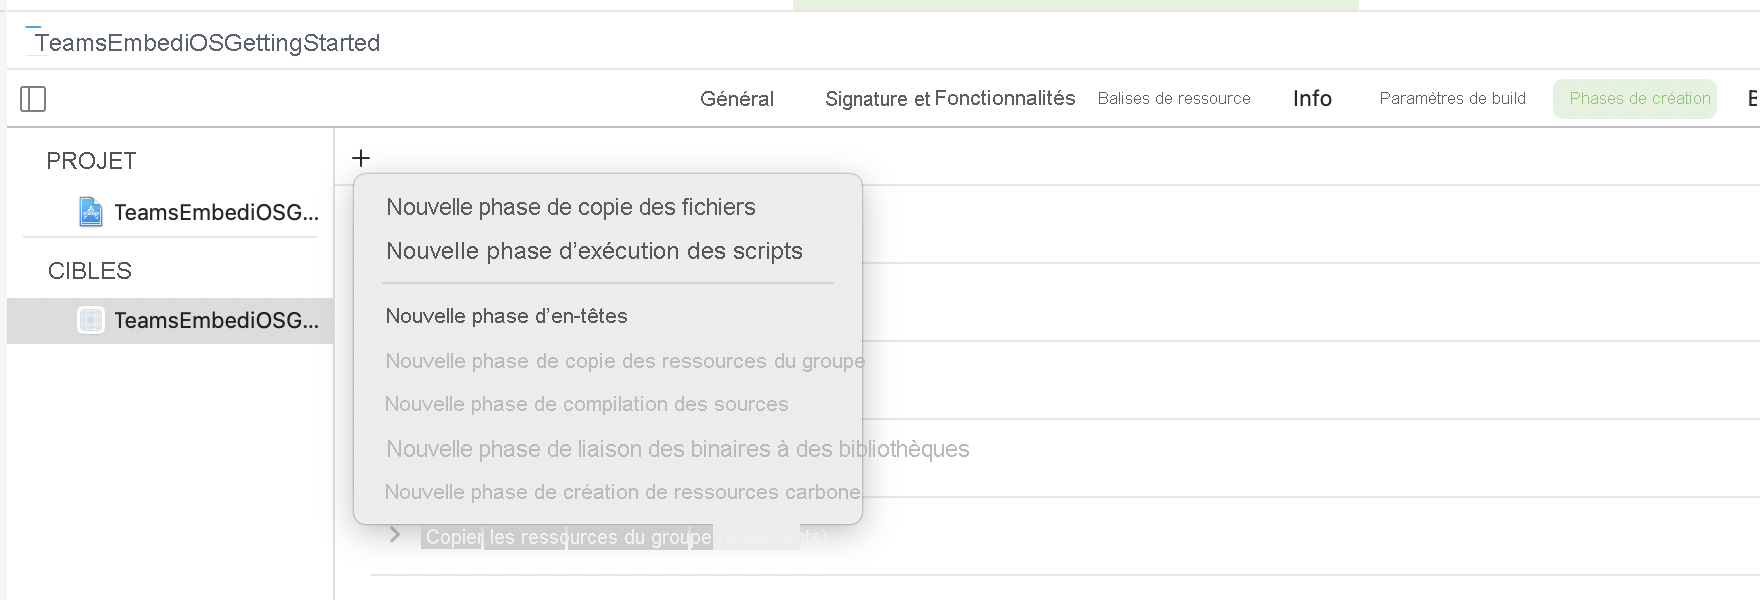 TeamsEmbediOSGettingStarted
Général Signature et Fonctionnalités Balises de ressource Info Paramètres de build Phases de création
PROJET
TeamsEmbediOSG...
CIBLES
TeamsEmbediOSG...
+
Nouvelle phase de copie des fichiers
Nouvelle phase d’exécution des scripts
Nouvelle phase d’en-têtes
Nouvelle phase de copie des ressources du groupe
Nouvelle phase de compilation des sources
Nouvelle phase de liaison des binaires à des bibliothèques
Nouvelle phase de création de ressources carbone
Copier les ressources du groupe